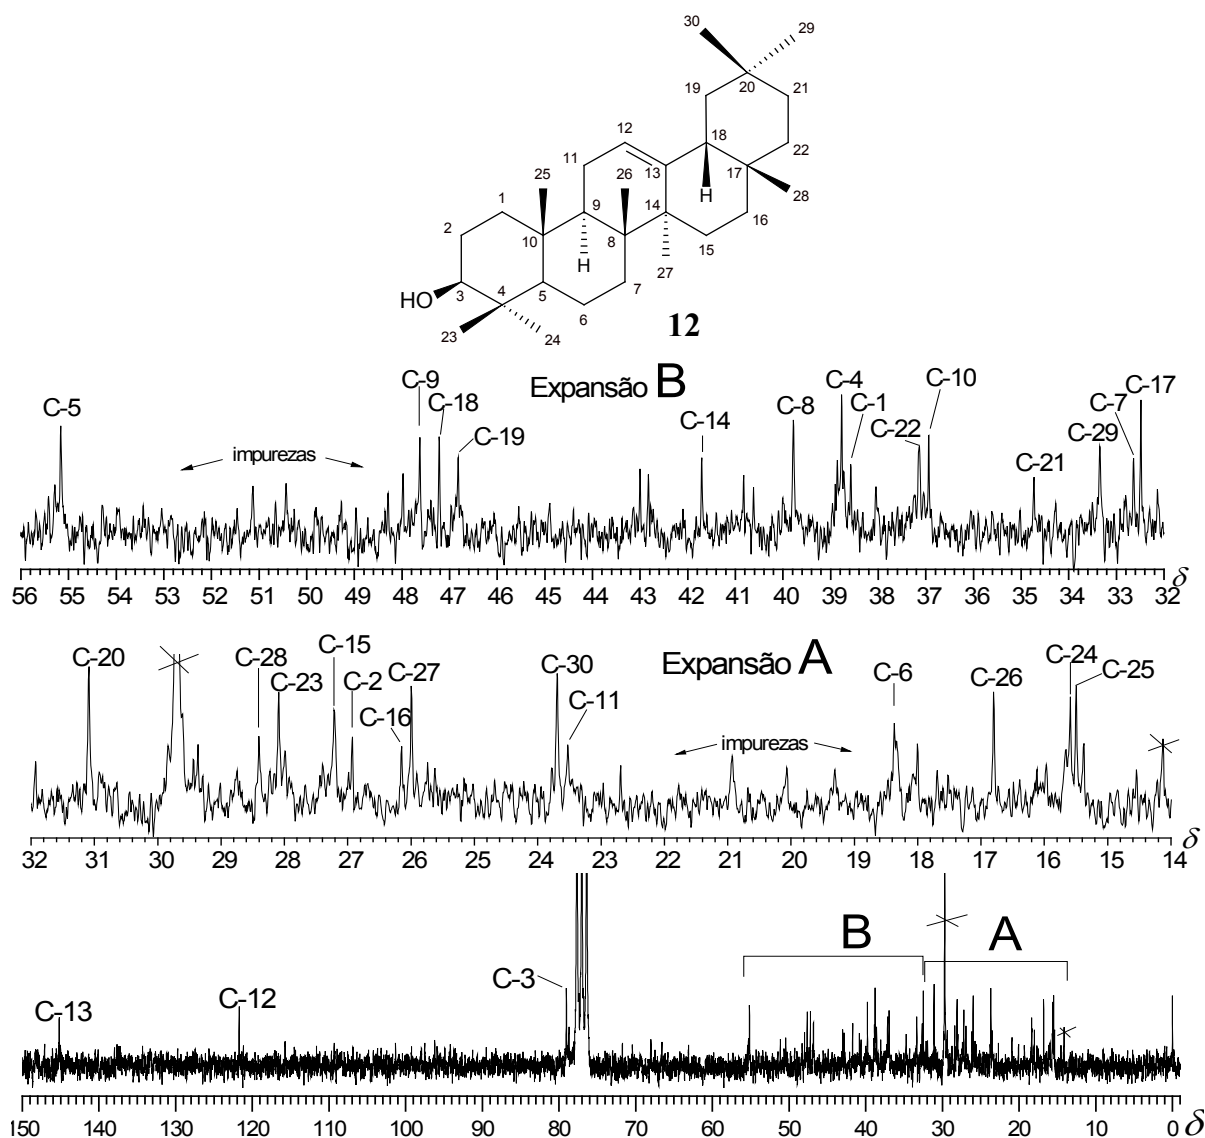 30
29
20
19
21
12
18
22
11
13
17
25
26
H
28
1
9
14
16
2
10
8
15
H
27
HO
3
4
5
7
6
23
24
12
Expansão B
C-5
impurezas
C-9
C-18
C-19
C-14
C-8
C-4
C-1
C-22
C-10
C-21
C-29
C-7
C-17
56 55 54 53 52 51 50 49 48 47 46 45 44 43 42 41 40 39 38 37 36 35 34 33 32 δ
Expansão A
C-20
C-28
C-23
C-15
C-2
C-16
C-27
C-30
C-11
impurezas
C-6
C-26
C-24
C-25
32 31 30 29 28 27 26 25 24 23 22 21 20 19 18 17 16 15 14 δ
B
A
C-13
C-12
C-3
150 140 130 120 110 100 90 80 70 60 50 40 30 20 10 0 δ